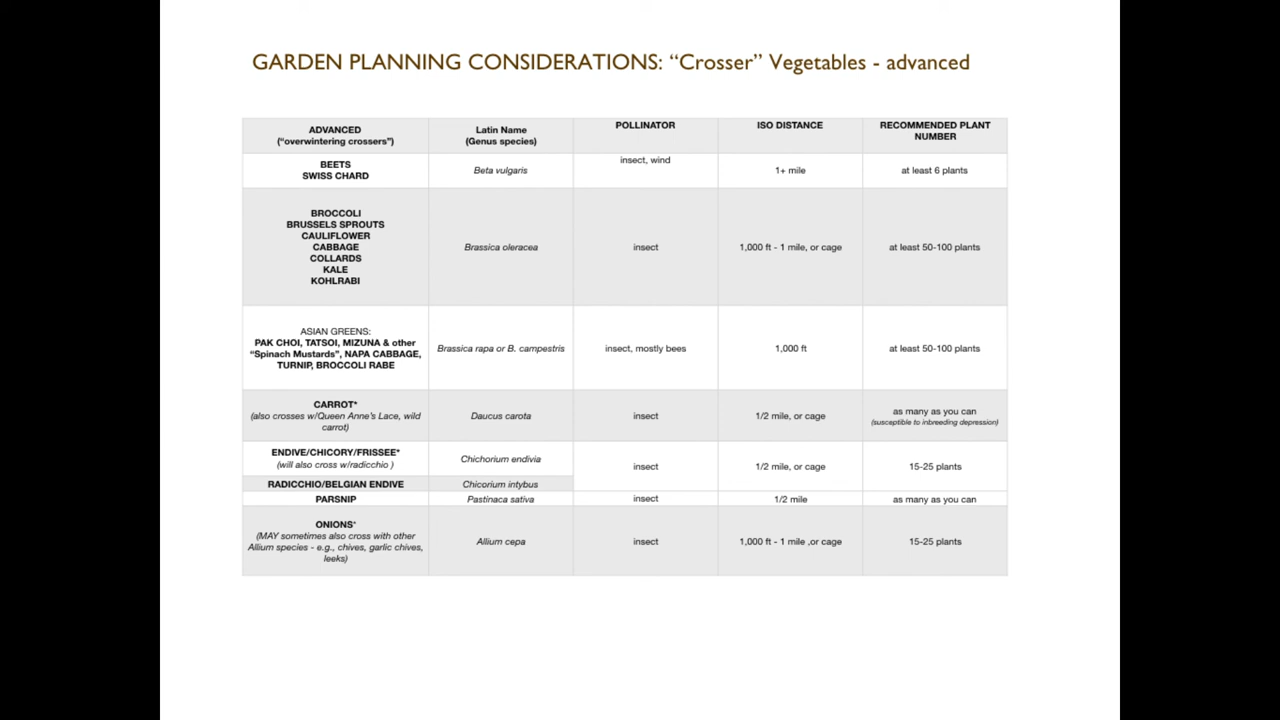 GARDEN PLANNING CONSIDERATIONS: “Crosser” Vegetables - advanced
ADVANCED
(“overwintering crossers”)
Latin Name
(Genus species)
POLLINATOR
ISO DISTANCE
RECOMMENDED PLANT
NUMBER
BEETS
SWISS CHARD
Beta vulgaris
insect, wind
1+ mile
at least 6 plants
BROCCOLI
BRUSSELS SPROUTS
CAULIFLOWER
CABBAGE
COLLARDS
KALE
KOHLRABI
Brassica oleracea
insect
1,000 ft - 1 mile, or cage
at least 50-100 plants
ASIAN GREENS:
PAK CHOI, TATSOI, MIZUNA & other
“Spinach Mustards”, NAPA CABBAGE,
TURNIP, BROCCOLI RABE
Brassica rapa or B. campestris
insect, mostly bees
1,000 ft
at least 50-100 plants
CARROT*
(also crosses w/Queen Anne’s Lace, wild
carrot)
Daucus carota
insect
1/2 mile, or cage
as many as you can
(susceptible to inbreeding depression)
ENDIVE/CHICORY/FRISSEE*
(will also cross w/radicchio )
Chichorium endivia
insect
1/2 mile, or cage
15-25 plants
RADICCHIO/BELGIAN ENDIVE
Chicorium intybus
PARSNIP
Pastinaca sativa
insect
1/2 mile
as many as you can
ONIONS*
(MAY sometimes also cross with other
Allium species - e.g., chives, garlic chives,
leeks)
Allium cepa
insect
1,000 ft - 1 mile ,or cage
15-25 plants